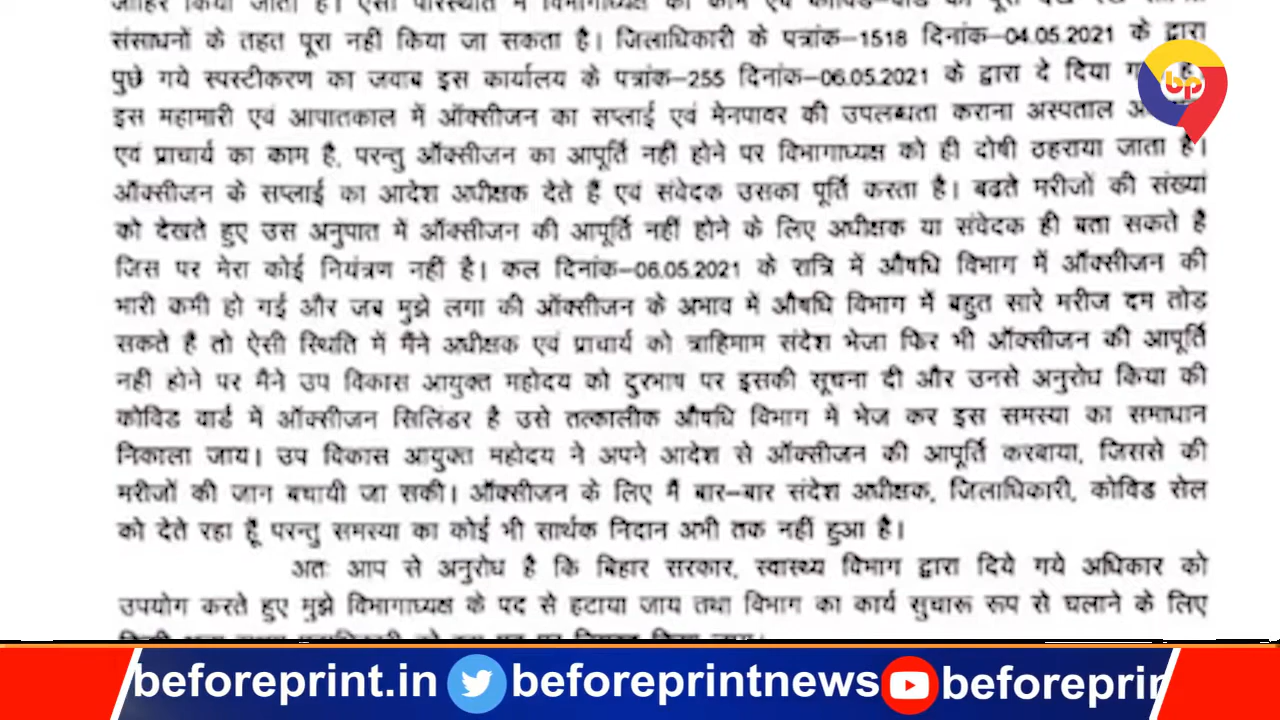 संसाधनों के तहत पूरा नहीं किया जा सकता है। जिलाधिकारी के पत्रांक–1518 दिनांक–04.05.2021 के द्वारा
पुछे गये स्पस्टीकरण का जवाब इस कार्यालय के पत्रांक–255 दिनांक–06.05.2021 के द्वारा दे दिया
इस महामारी एवं आपातकाल में ऑक्सीजन का सप्लाई एवं मेनपावर की उपलब्धता कराना अस्पताल
एवं प्राचार्य का काम है, परन्तु ऑक्सीजन का आपूर्ति नहीं होने पर विभागाध्यक्ष को ही दोषी ठहराया जाता है।
ऑक्सीजन के सप्लाई का आदेश अधीक्षक देते हैं एवं संवेदक उसका पूर्ति करता है। बढते मरीजों की संख्यां
को देखते हुए उस अनुपात में ऑक्सीजन की आपूर्ति नहीं होने के लिए अधीक्षक या संवेदक ही बता सकते है
जिस पर मेरा कोई नियंत्रण नहीं है। कल दिनांक–06.05.2021 के रात्रि में औषधि विभाग में ऑक्सीजन की
भारी कमी हो गई और जब मुझे लगा की ऑक्सीजन के अभाव में औषधि विभाग में बहुत सारे मरीज दम तोड़
सकते है तो ऐसी स्थिति में मैंने अधीक्षक एवं प्राचार्य को त्राहिमाम संदेश भेजा फिर भी ऑक्सीजन की आपूर्ति
नहीं होने पर मैंने उप विकास आयुक्त महोदय को दुरभाष पर इसकी सूचना दी और उनसे अनुरोध किया की
कोविड वार्ड में ऑक्सीजन सिलिंडर है उसे तत्कालीक औषधि विभाग में भेज कर इस समस्या का समाधान
निकाला जाय। उप विकास आयुक्त महोदय ने अपने आदेश से ऑक्सीजन की आपूर्ति करबाया, जिससे की
मरीजों की जान बचायी जा सकी। ऑक्सीजन के लिए मैं बार–बार संदेश अधीक्षक, जिलाधिकारी, कोविड सेल
को देते रहा हूँ परन्तु समस्या का कोई भी सार्थक निदान अभी तक नहीं हुआ है।
अतः आप से अनुरोध है कि बिहार सरकार, स्वास्थ्य विभाग द्वारा दिये गये अधिकार को
उपयोग करते हुए मुझे विभागाध्यक्ष के पद से हटाया जाय तथा विभाग का कार्य सुचारू रूप से चलाने के लिए
bp
beforeprint.in beforeprintnews beforeprin